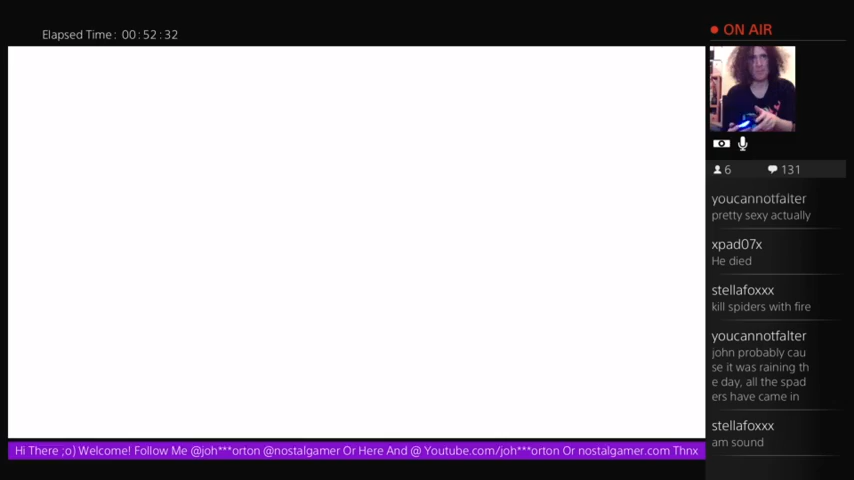 Elapsed Time: 00:52:32
ON AIR
6 131
youcannotfalter
pretty sexy actually
xpad07x
He died
stellafoxxx
kill spiders with fire
youcannotfalter
john probably cau
se it was raining th
e day, all the spad
ers have came in
stellafoxxx
am sound
Hi There ;o) Welcome! Follow Me @joh***orton @nostalgamer Or Here And @ Youtube.com/joh***orton Or nostalgamer.com Thnx